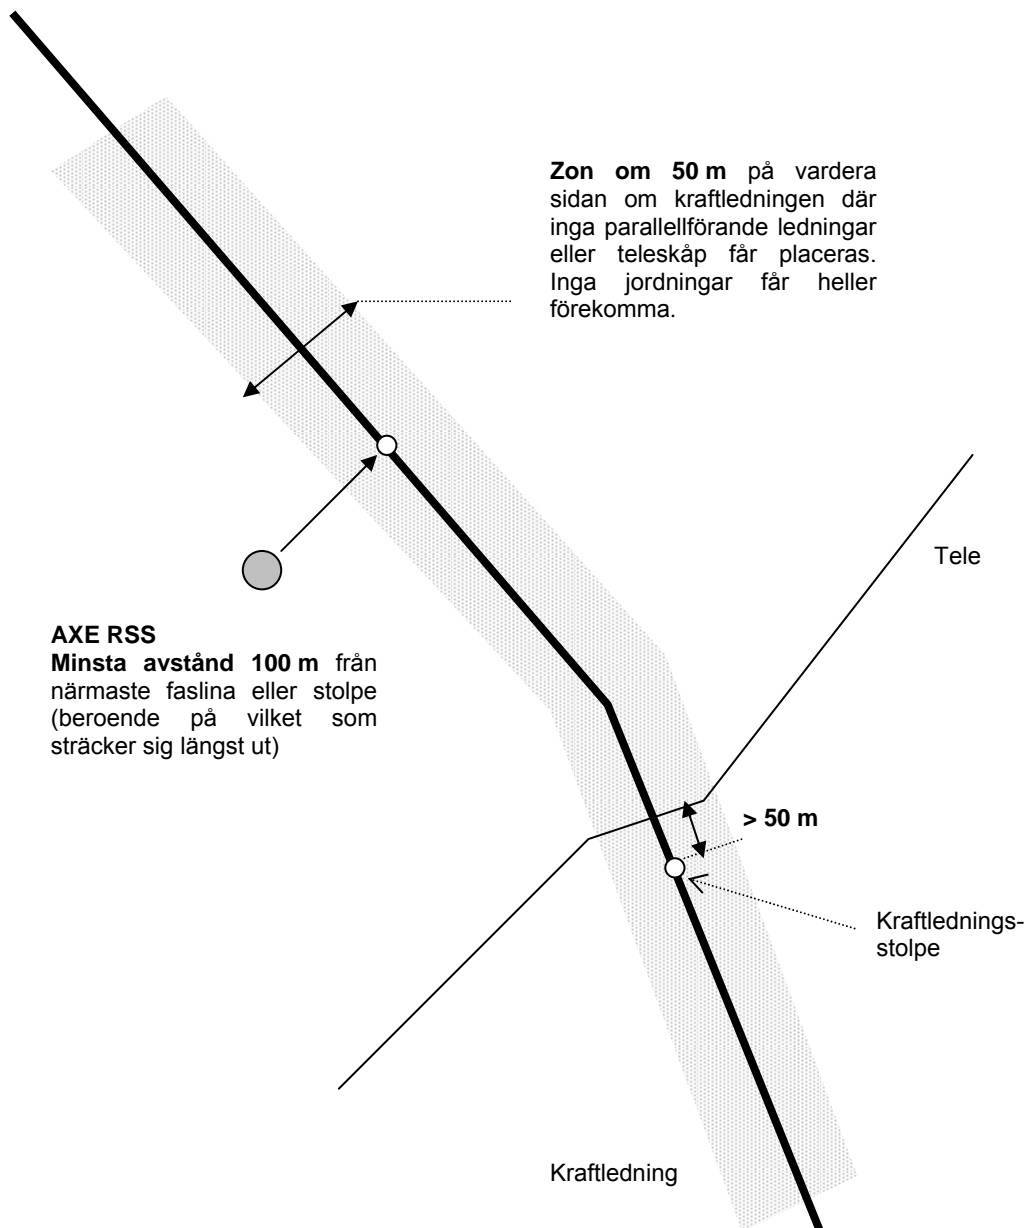 Zon om 50 m på vardera
sidan om kraftledningen där
inga parallellförande ledningar
eller teleskåp får placeras.
Inga jordningar får heller
förekomma.
Tele
AXE RSS
Minsta avstånd 100 m från
närmaste faslina eller stolpe
(beroende på vilket som
sträcker sig längst ut)
> 50 m
Kraftlednings-
stolpe
Kraftledning